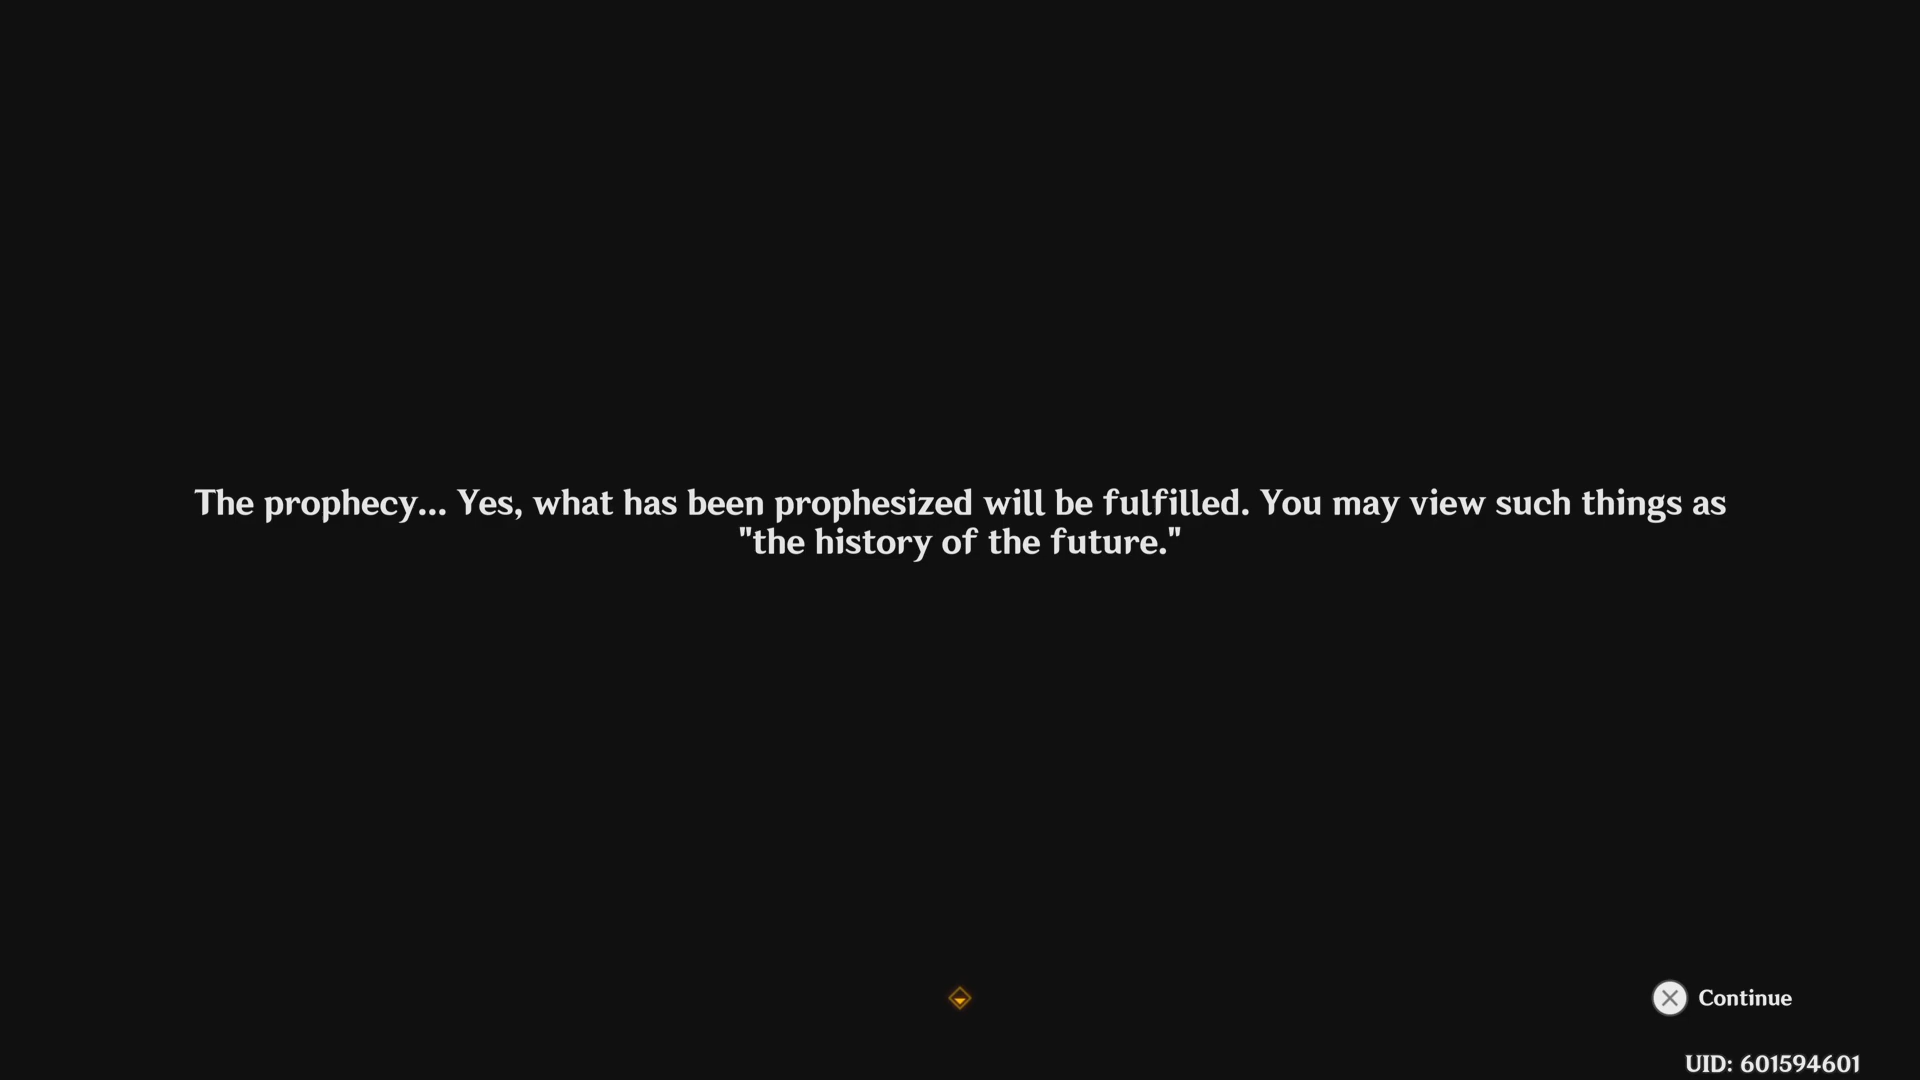 The prophecy... Yes, what has been prophesized will be fulfilled. You may view such things as
"the history of the future."
Continue
UID: 601594601